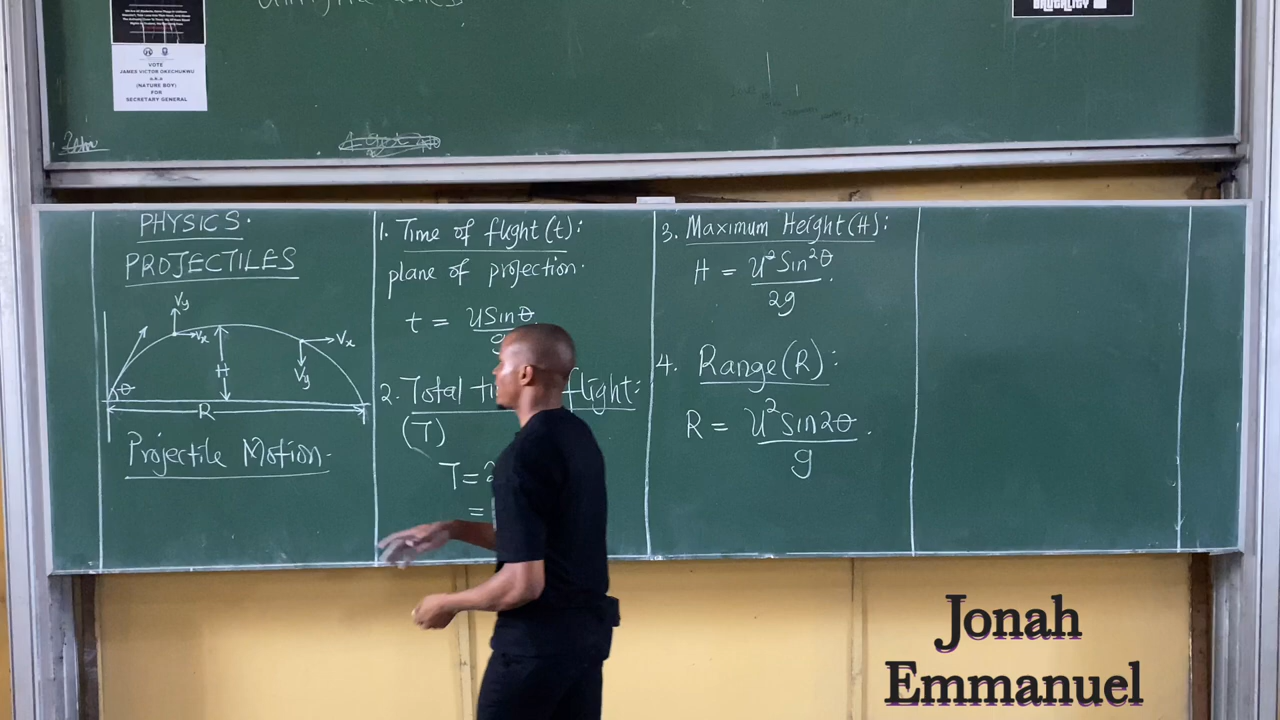 VOTE
JAMES VICTOR OKECHUKWU
A.K.A
(NATURE BOY)
FOR
SECRETARY GENERAL
PHYSICS.
PROJECTILES
Vy
Vx
H
θ
R
Vx
Vy
Projectile Motion.
1. Time of flight (t):
plane of projection.
t = USinθ
2. Total flight:
(T)
T=2
=
3. Maximum Height (H):
H = U²Sin²θ.
2g
4. Range (R):
R = U²Sin2θ.
g
Jonah
Emmanuel